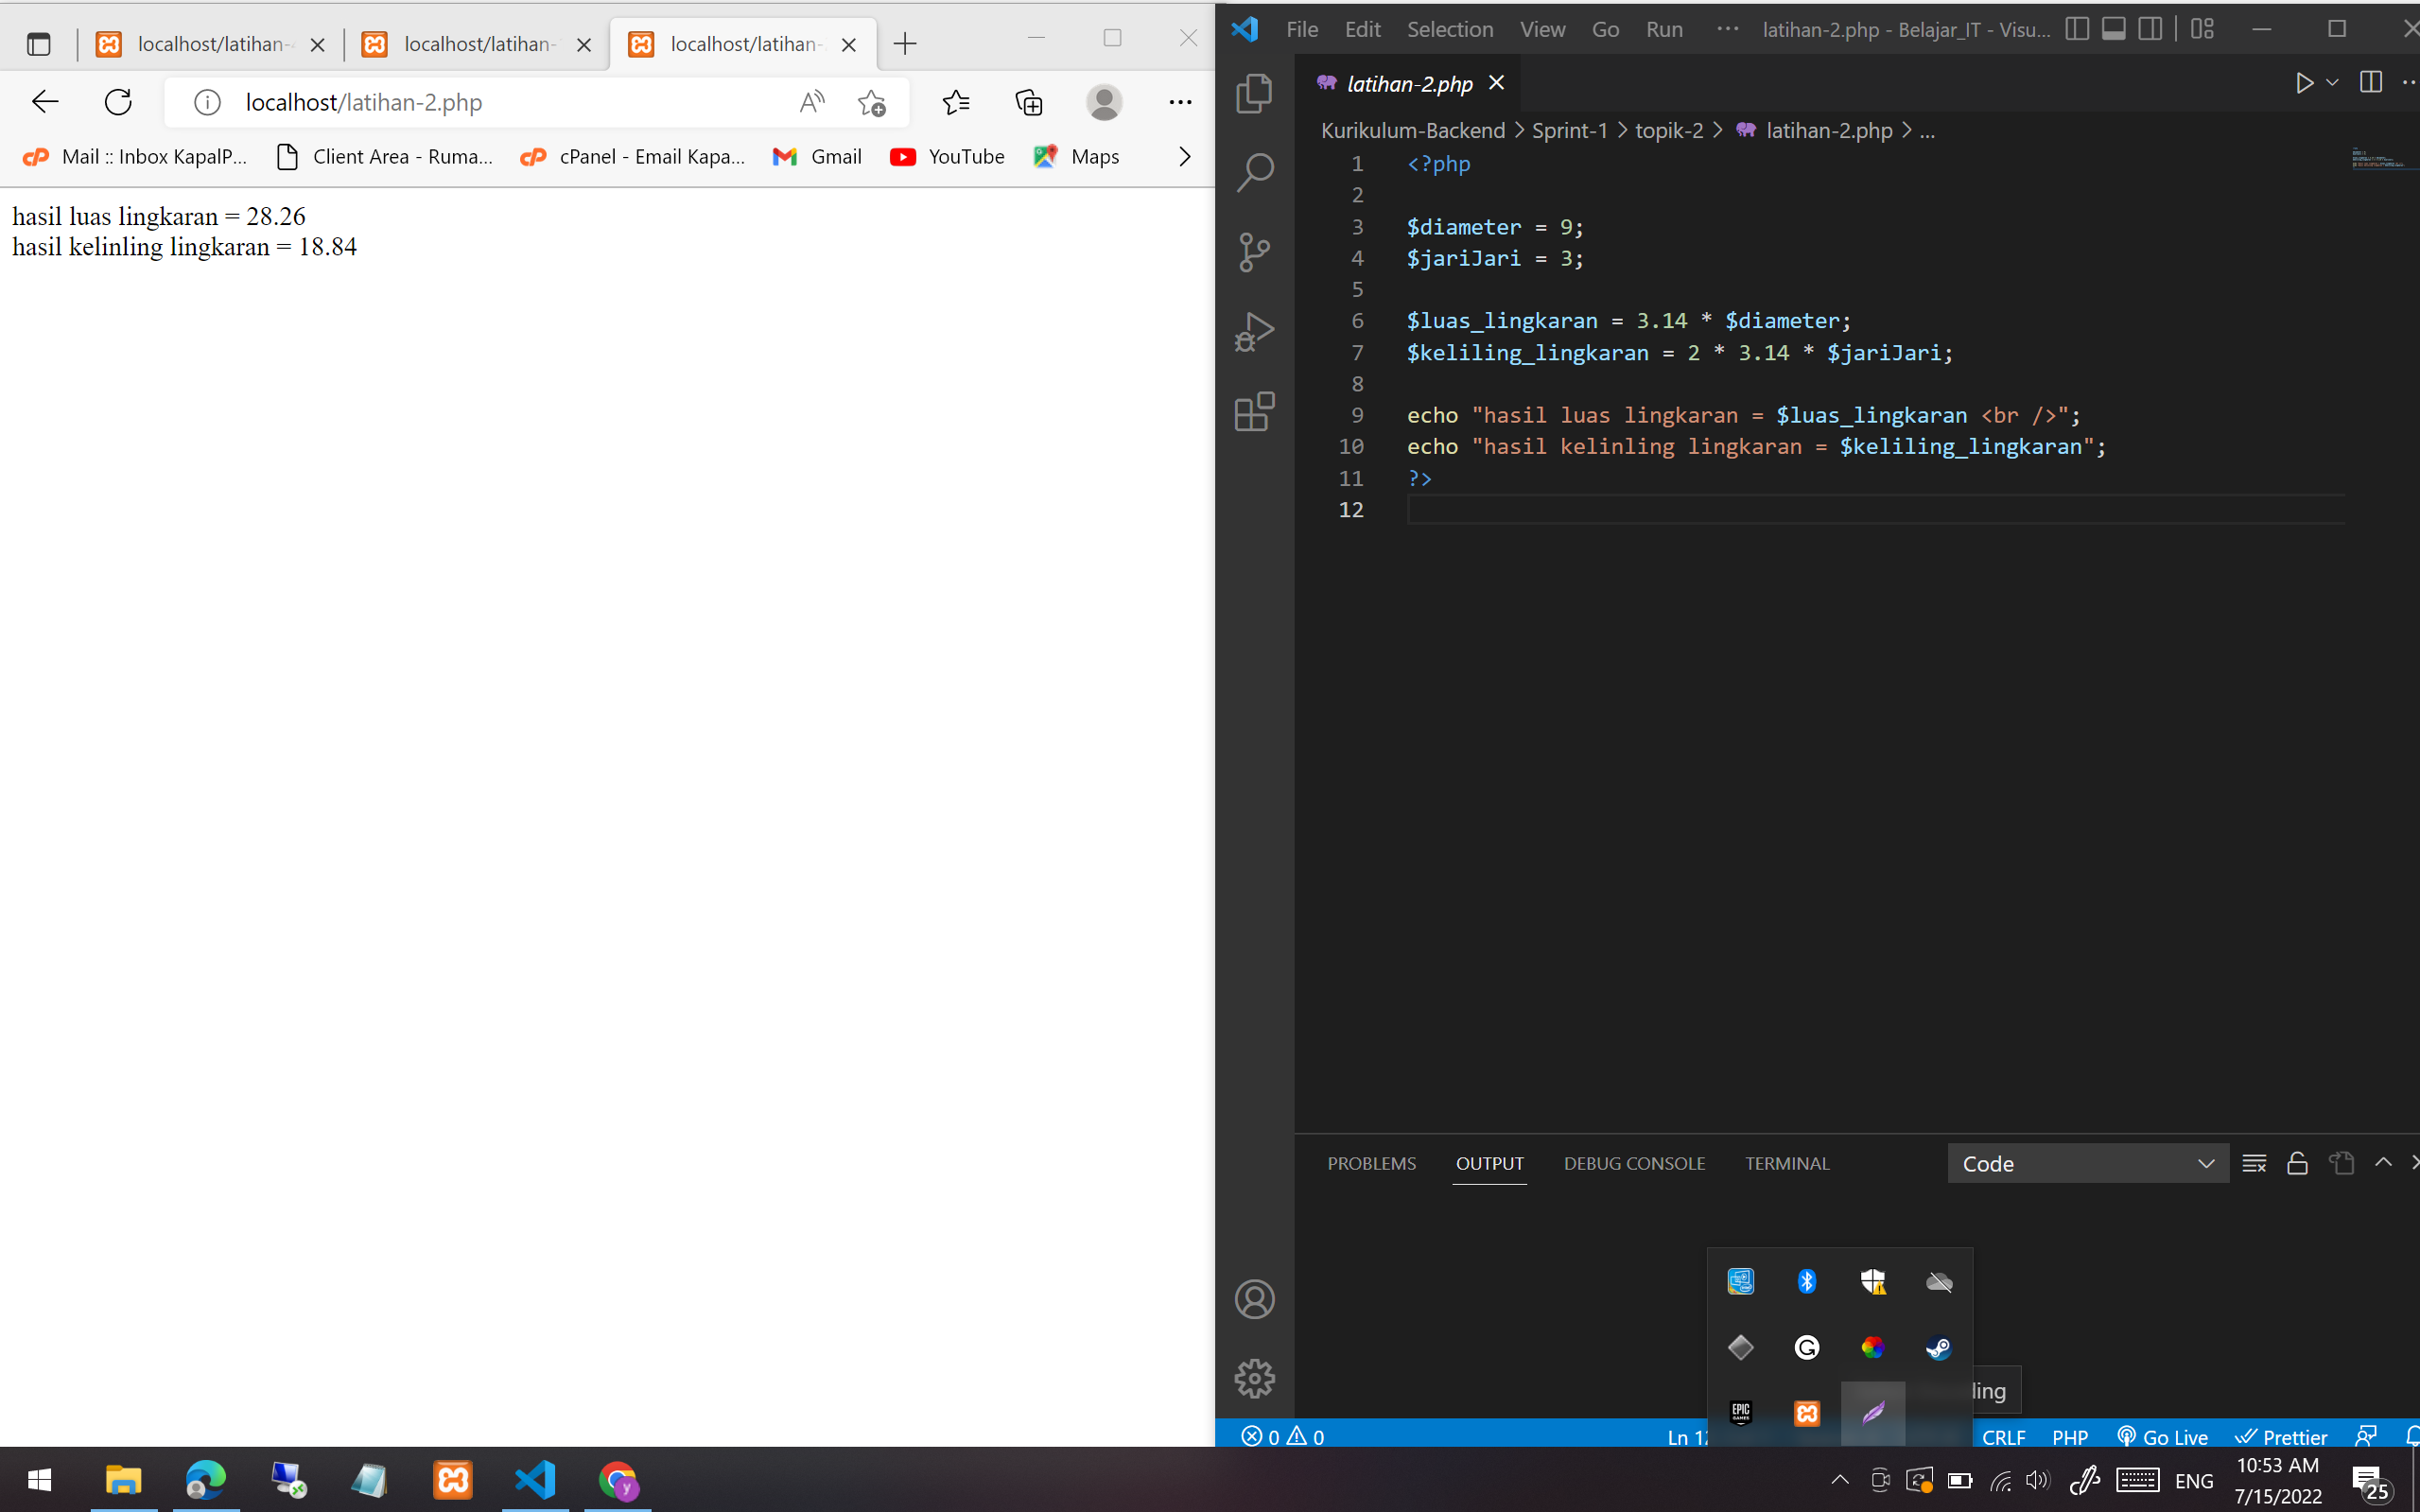 localhost/latihan-
localhost/latihan-
localhost/latihan-
localhost/latihan-2.php
Mail :: Inbox KapalP...
Client Area - Ruma...
cPanel - Email Kapa...
Gmail
YouTube
Maps
hasil luas lingkaran = 28.26
hasil kelinling lingkaran = 18.84
File Edit Selection View Go Run ··· latihan-2.php - Belajar_IT - Visu...
latihan-2.php
Kurikulum-Backend > Sprint-1 > topik-2 > latihan-2.php > ...
1 <?php
2
3 $diameter = 9;
4 $jariJari = 3;
5
6 $luas_lingkaran = 3.14 * $diameter;
7 $keliling_lingkaran = 2 * 3.14 * $jariJari;
8
9 echo "hasil luas lingkaran = $luas_lingkaran <br />";
10 echo "hasil kelinling lingkaran = $keliling_lingkaran";
11 ?>
12
PROBLEMS OUTPUT DEBUG CONSOLE TERMINAL Code
EPIC GAMES
0 0 CRLF PHP Go Live Prettier
ENG
10:53 AM
7/15/2022
25